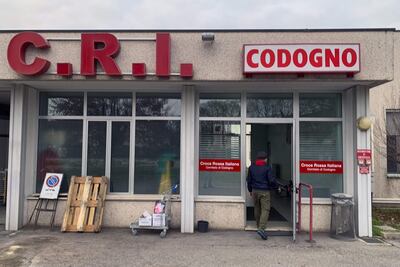 C.R.I.
CODOGNO
Croce Rossa Italiana
Comitato di Codogno
Croce Rossa Italiana
Comitato di Codogno